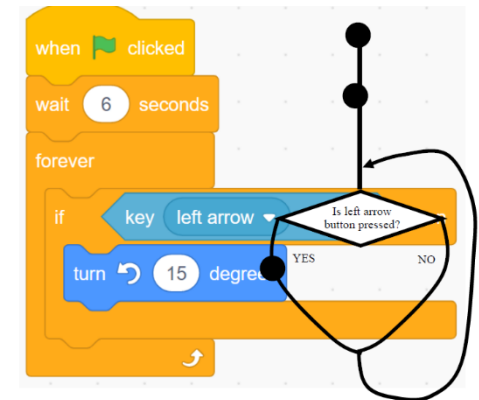 when clicked
wait 6 seconds
forever
if key left arrow
Is left arrow
button pressed?
turn 15
YES
NO